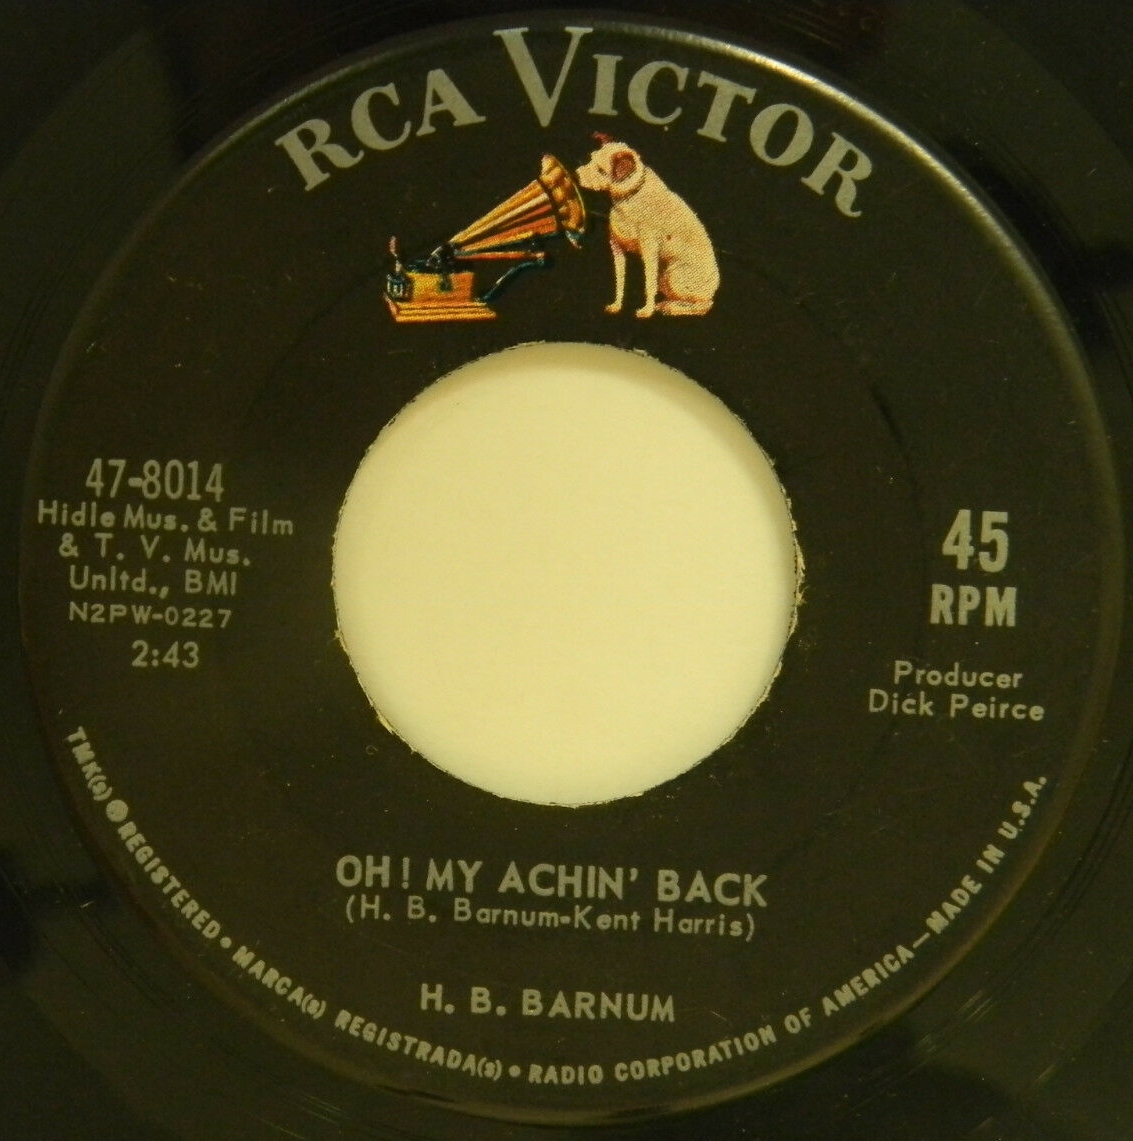 RCA VICTOR
47-8014
Hidle Mus. & Film
& T. V. Mus.
Unltd., BMI
N2PW-0227
2:43
45
RPM
Producer
Dick Peirce
OH! MY ACHIN' BACK
(H. B. Barnum-Kent Harris)
H. B. BARNUM
TMK(s) ® REGISTERED • MARCA(s) REGISTRADA(s) • RADIO CORPORATION OF AMERICA—MADE IN U.S.A.